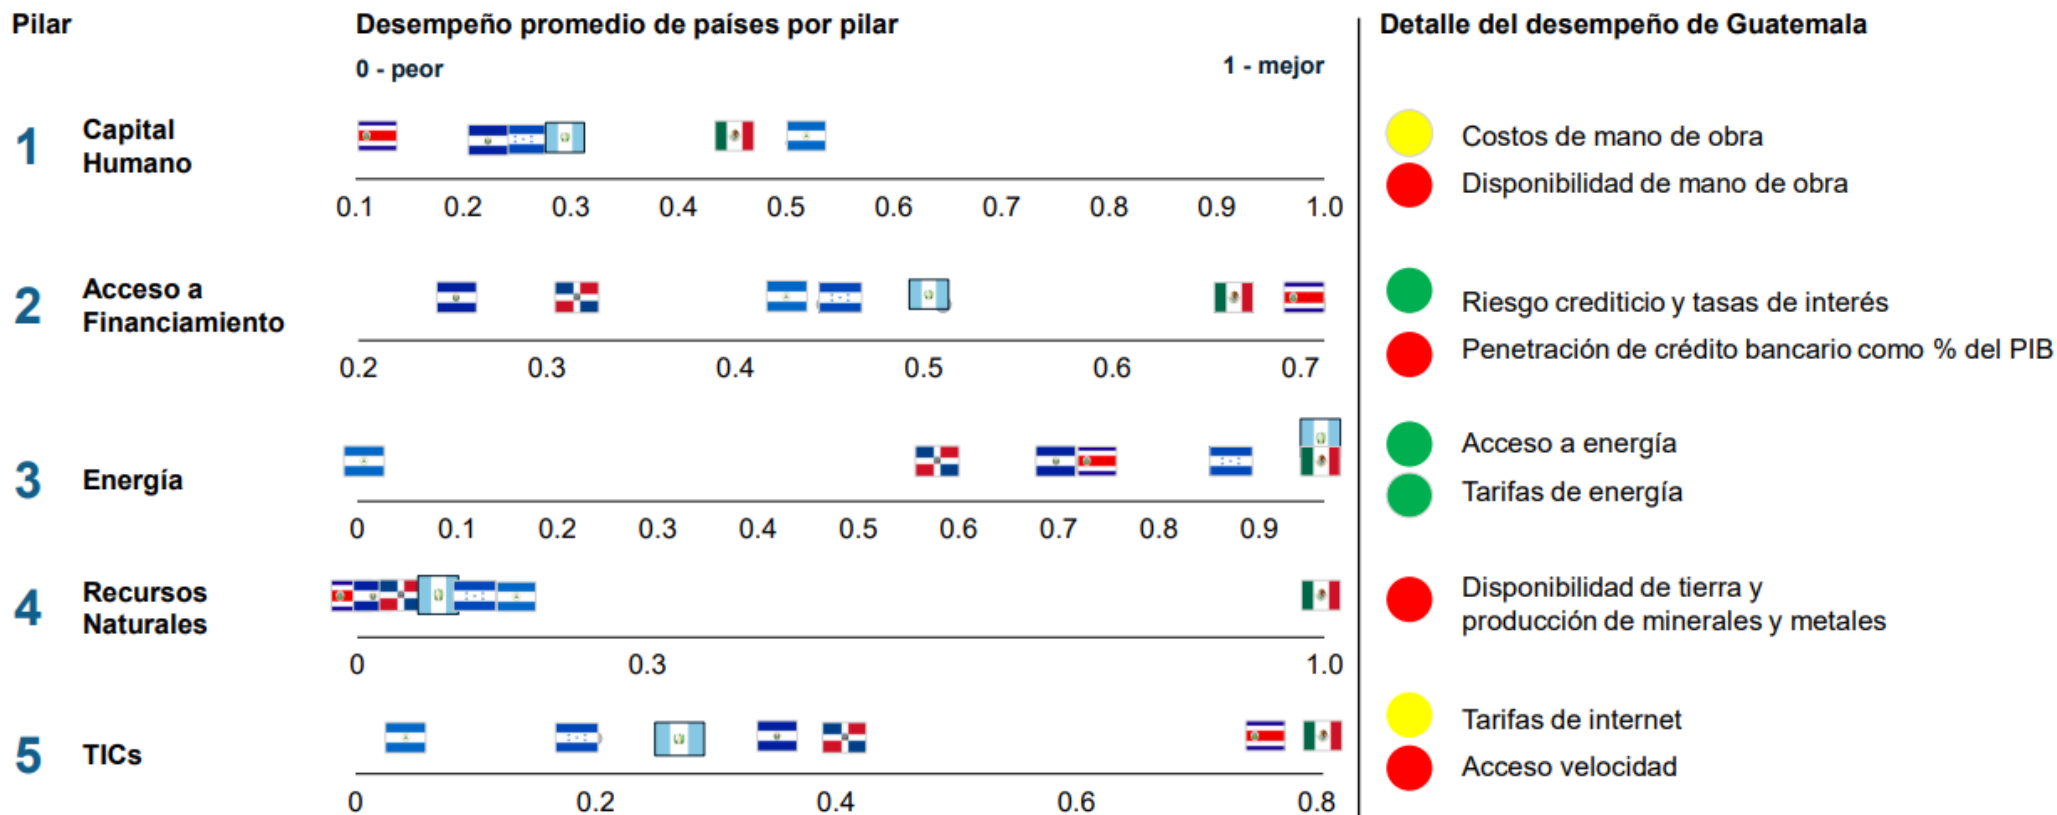 Pilar
Desempeño promedio de países por pilar
Detalle del desempeño de Guatemala
0 - peor
1 - mejor
1
Capital
Humano
0.1 0.2 0.3 0.4 0.5 0.6 0.7 0.8 0.9 1.0
Costos de mano de obra
Disponibilidad de mano de obra
2
Acceso a
Financiamiento
0.2 0.3 0.4 0.5 0.6 0.7
Riesgo crediticio y tasas de interés
Penetración de crédito bancario como % del PIB
3
Energía
0 0.1 0.2 0.3 0.4 0.5 0.6 0.7 0.8 0.9
Acceso a energía
Tarifas de energía
4
Recursos
Naturales
0 0.3 1.0
Disponibilidad de tierra y
producción de minerales y metales
5
TICs
0 0.2 0.4 0.6 0.8
Tarifas de internet
Acceso velocidad